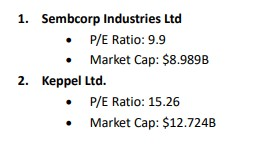 1. Sembcorp Industries Ltd
• P/E Ratio: 9.9
• Market Cap: $8.989B
2. Keppel Ltd.
• P/E Ratio: 15.26
• Market Cap: $12.724B